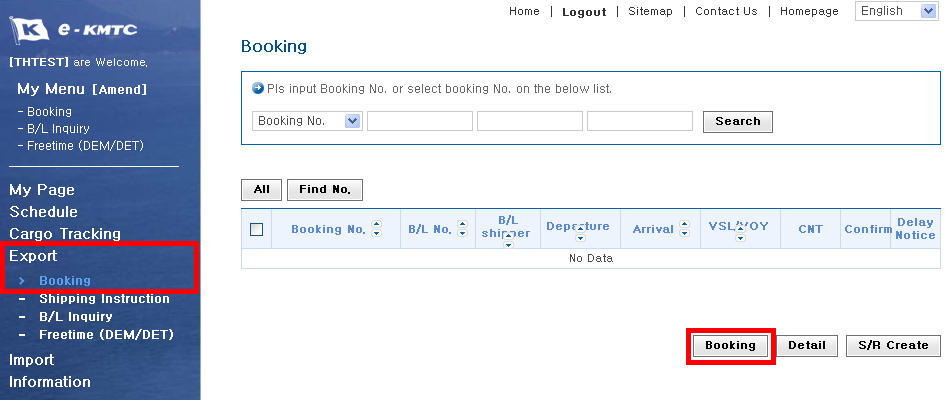 Home | Logout | Sitemap | Contact Us | Homepage English
K e-KMTC
[THTEST] are Welcome.
My Menu [Amend]
- Booking
- B/L Inquiry
- Freetime (DEM/DET)
My Page
Schedule
Cargo Tracking
Export
> Booking
- Shipping Instruction
- B/L Inquiry
- Freetime (DEM/DET)
Import
Information
Booking
Pls input Booking No. or select booking No. on the below list.
Booking No. Search
All Find No.
Booking No. B/L No. B/L shipper Departure Arrival VSL/VOY CNT Confirm Delay Notice
No Data
Booking Detail S/R Create